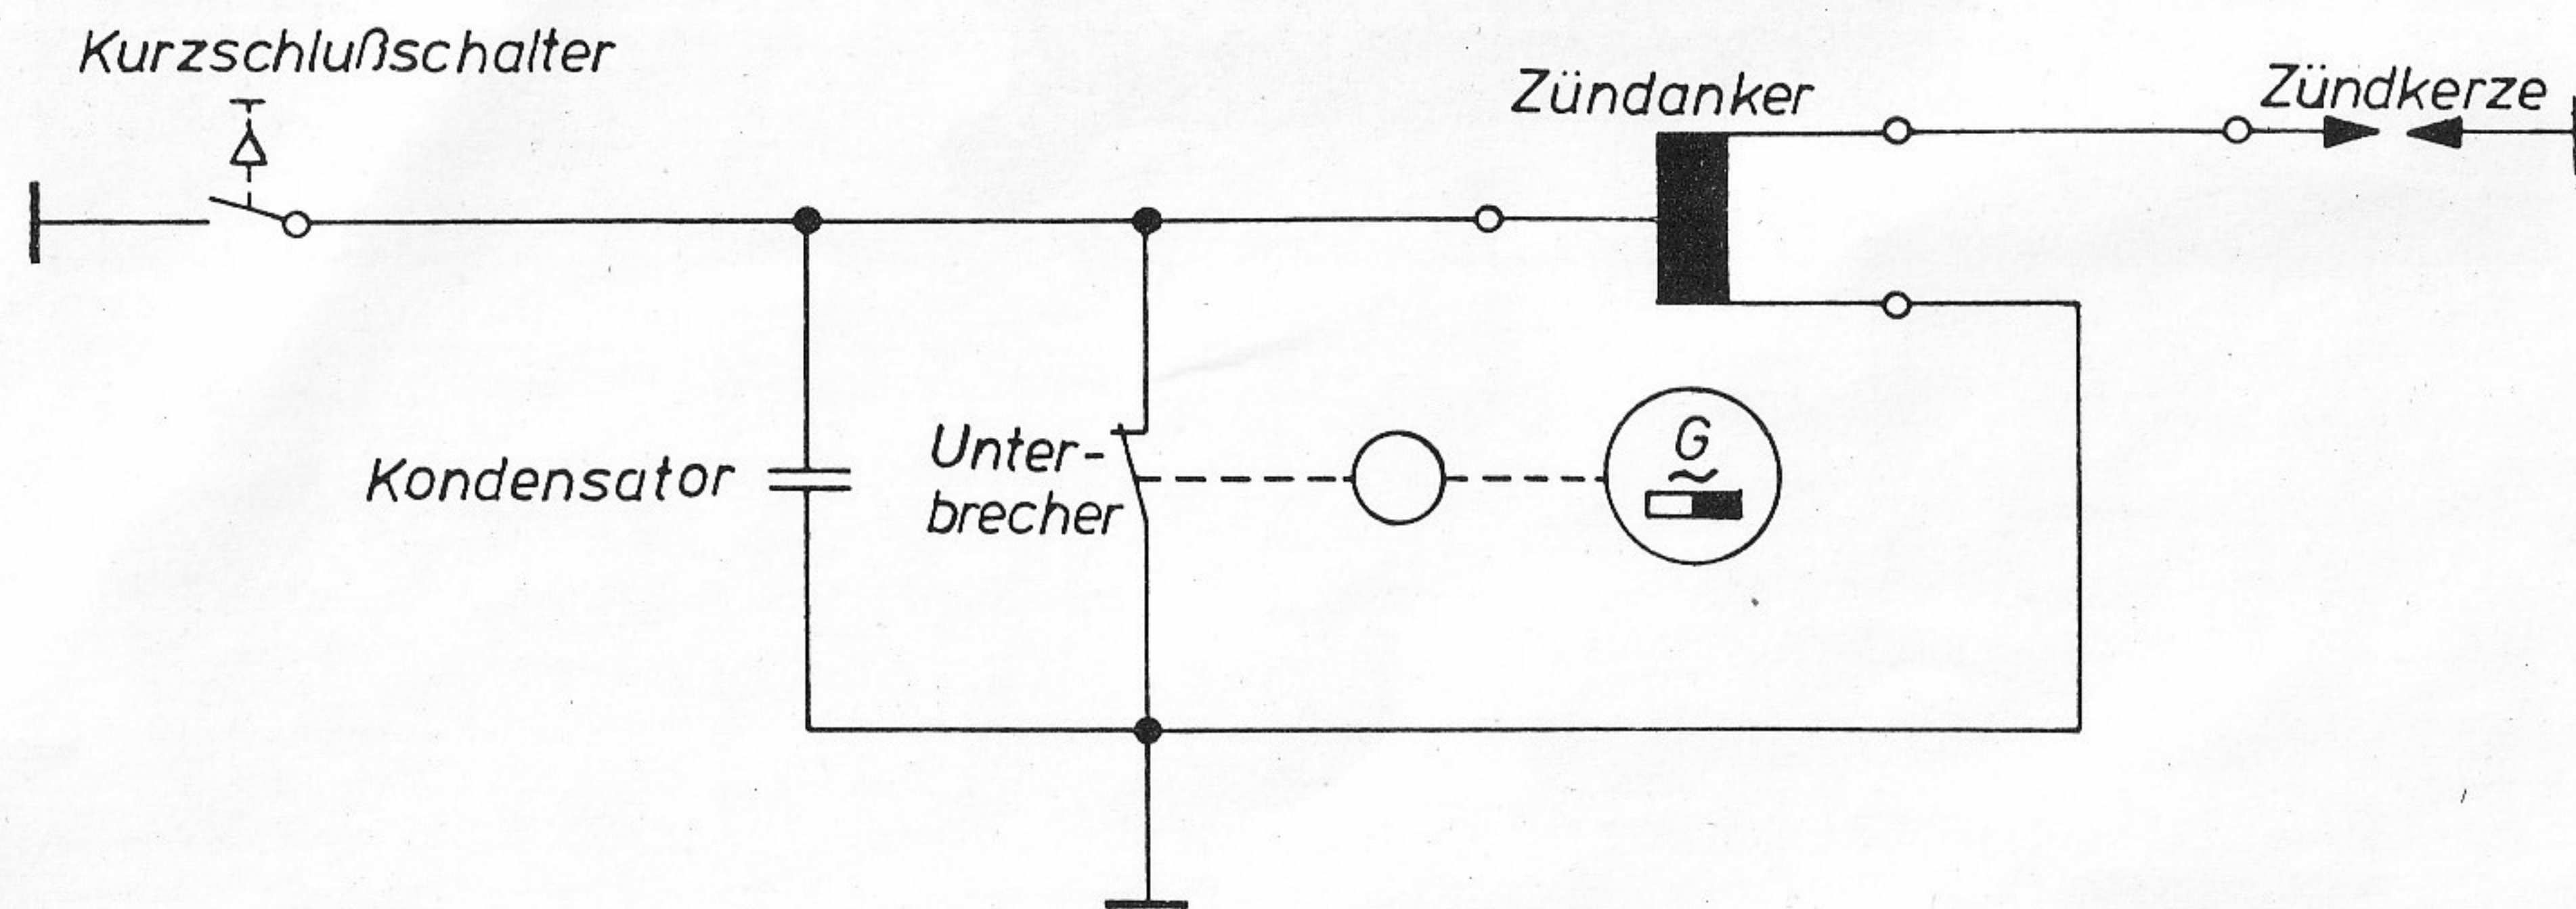 Kurzschlußschalter
Zündanker
Zündkerze
Kondensator
Unter-
brecher
G
~